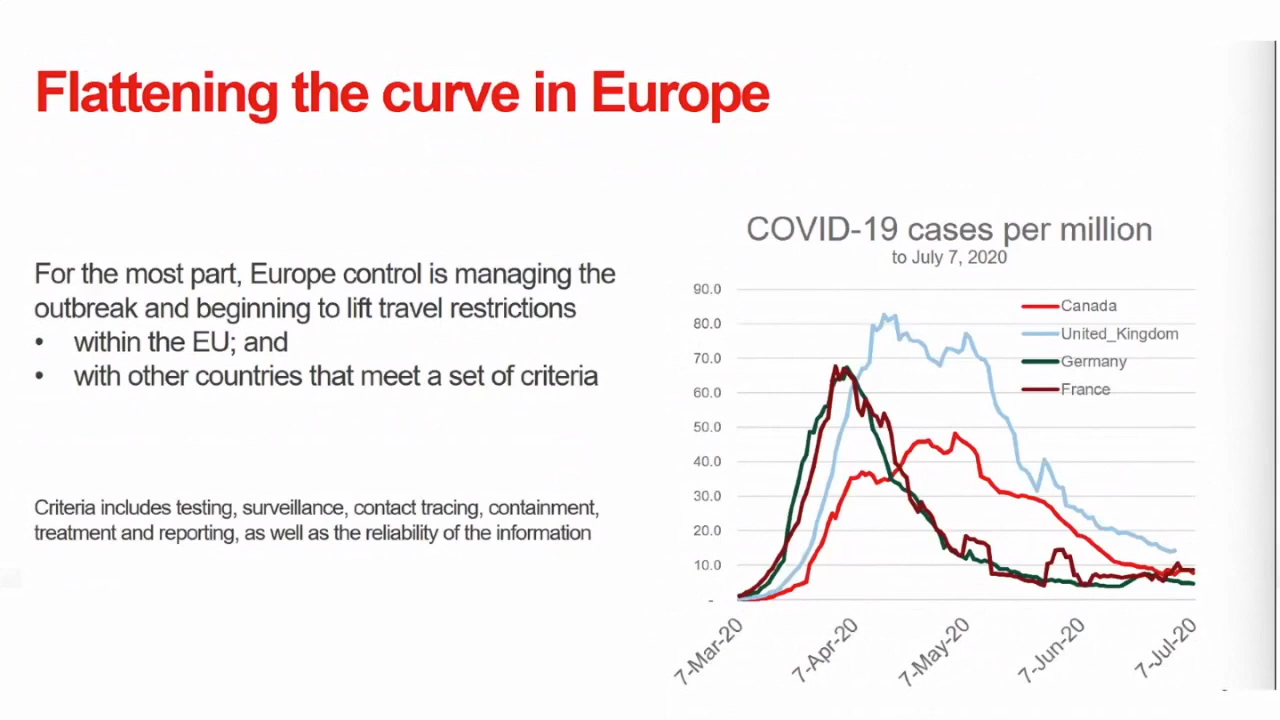 Flattening the curve in Europe
For the most part, Europe control is managing the
outbreak and beginning to lift travel restrictions
• within the EU; and
• with other countries that meet a set of criteria
Criteria includes testing, surveillance, contact tracing, containment,
treatment and reporting, as well as the reliability of the information
COVID-19 cases per million
to July 7, 2020
90.0
80.0
70.0
60.0
50.0
40.0
30.0
20.0
10.0
-
Canada
United_Kingdom
Germany
France
7-Mar-20
7-Apr-20
7-May-20
7-Jun-20
7-Jul-20